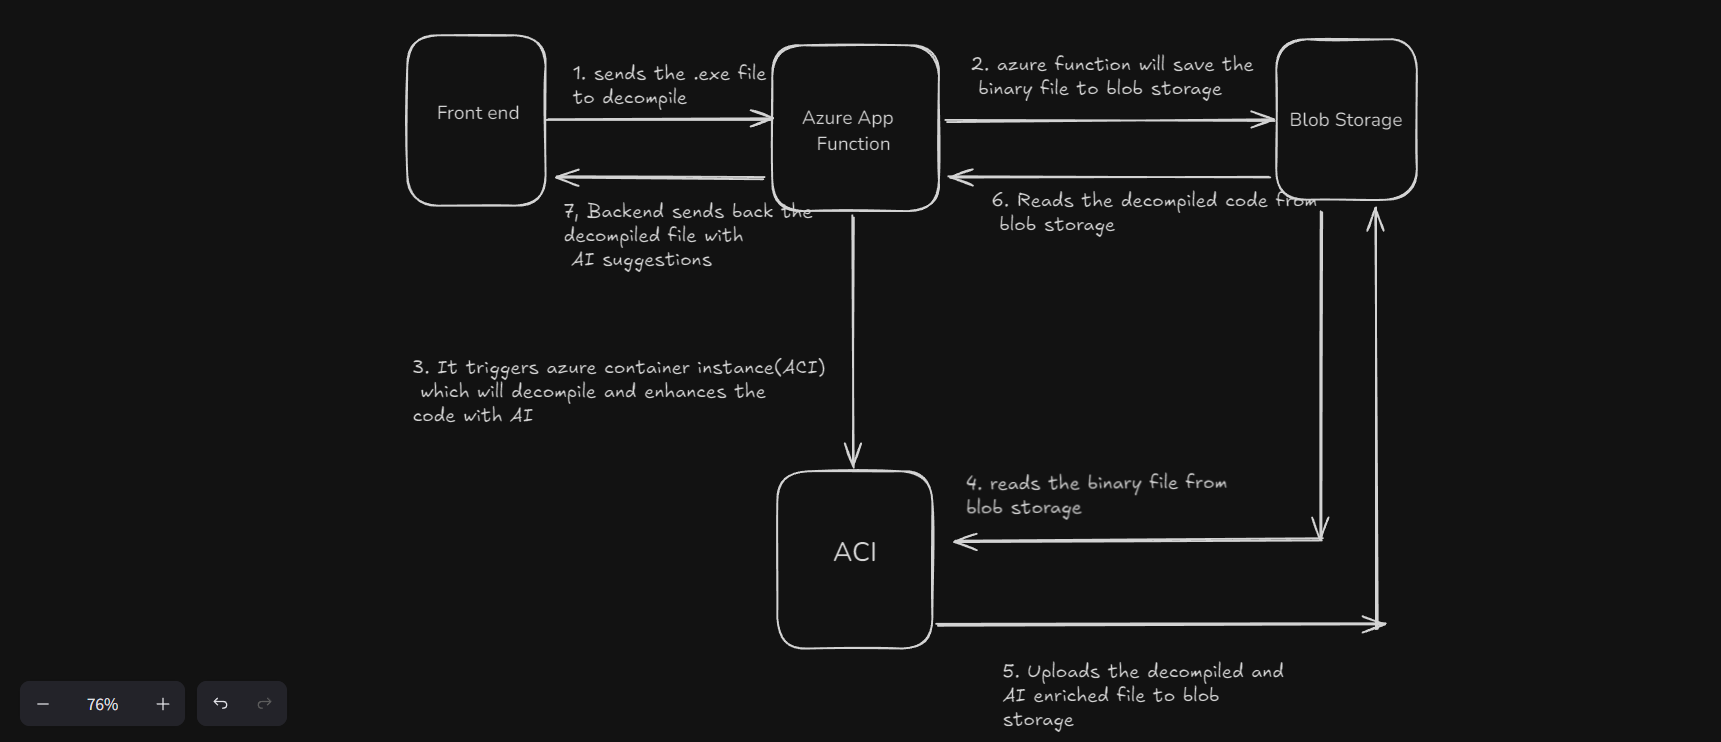 Front end
1. sends the .exe file
to decompile
Azure App
Function
2. azure function will save the
binary file to blob storage
Blob Storage
7, Backend sends back the
decompiled file with
AI suggestions
6. Reads the decompiled code from
blob storage
3. It triggers azure container instance(ACI)
which will decompile and enhances the
code with AI
4. reads the binary file from
blob storage
ACI
5. Uploads the decompiled and
AI enriched file to blob
storage
76%